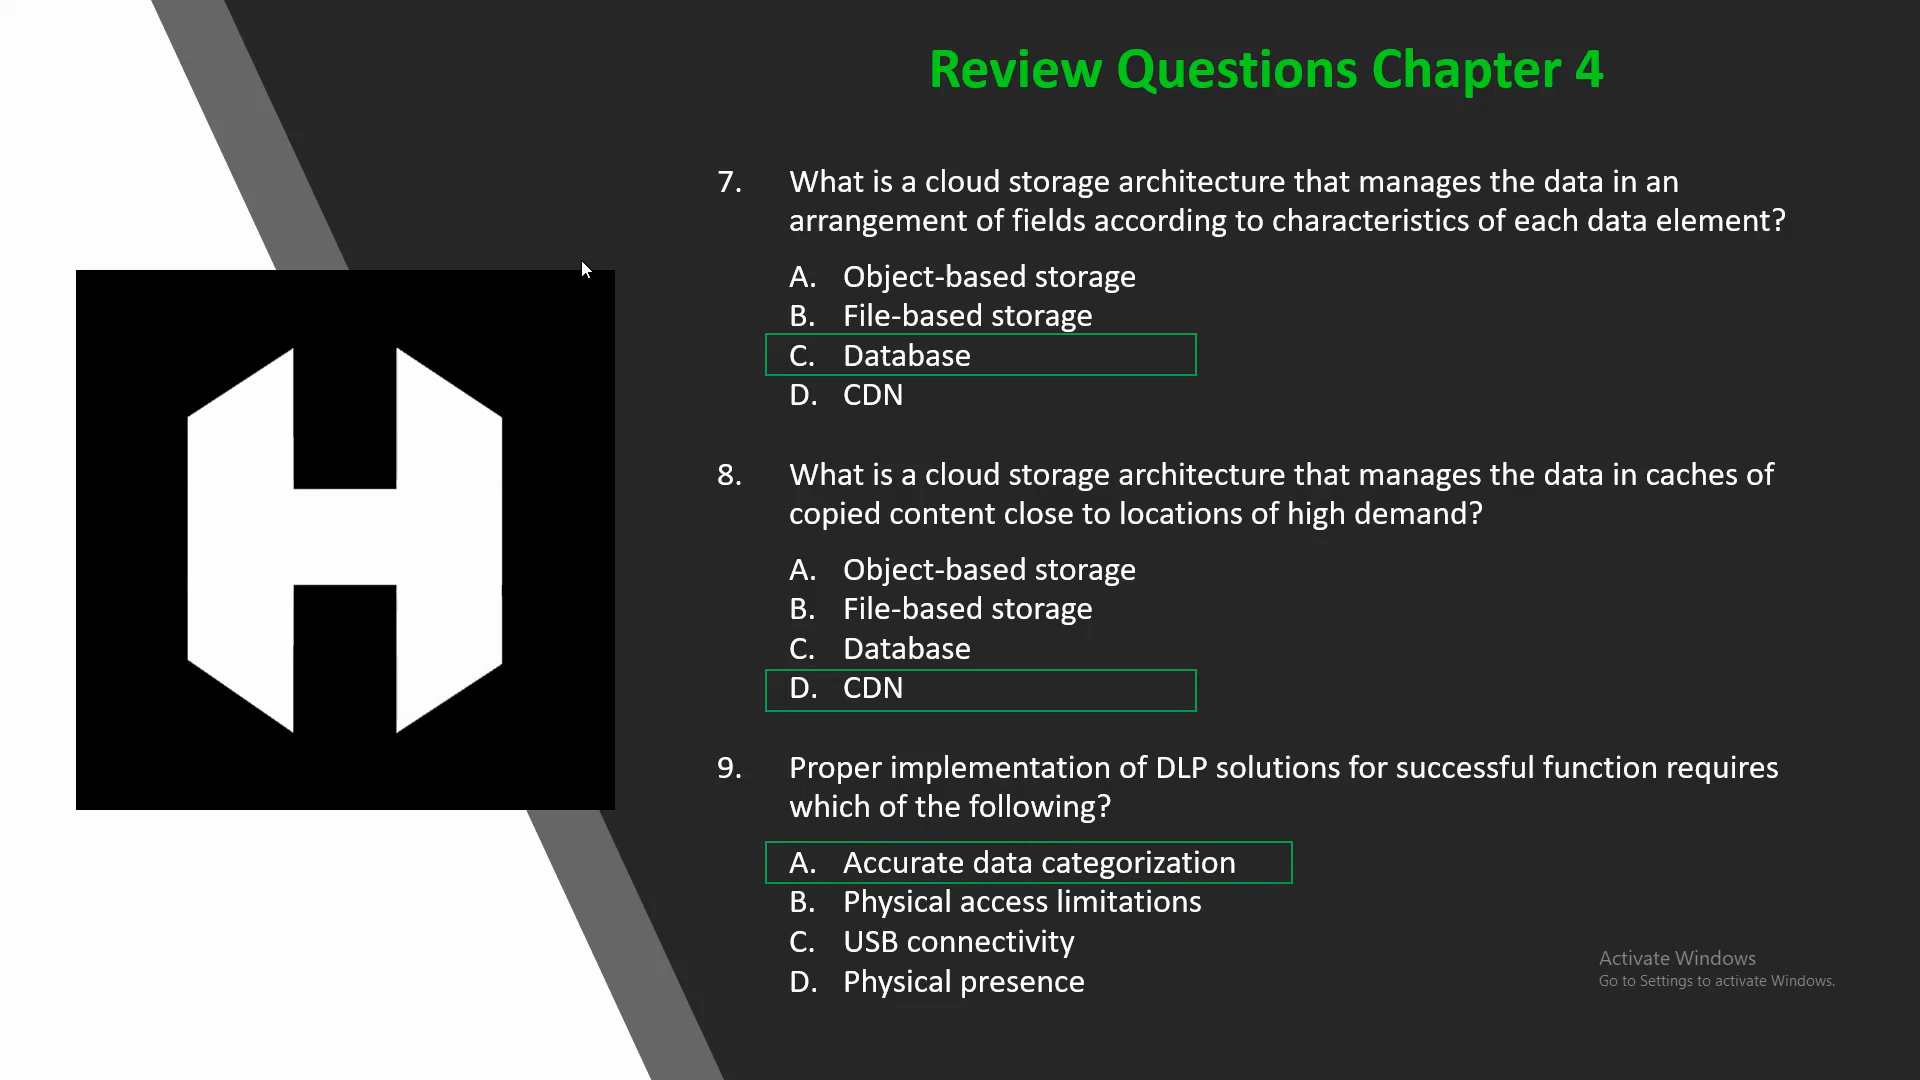 Review Questions Chapter 4
7. What is a cloud storage architecture that manages the data in an
arrangement of fields according to characteristics of each data element?
A. Object-based storage
B. File-based storage
C. Database
D. CDN
8. What is a cloud storage architecture that manages the data in caches of
copied content close to locations of high demand?
A. Object-based storage
B. File-based storage
C. Database
D. CDN
9. Proper implementation of DLP solutions for successful function requires
which of the following?
A. Accurate data categorization
B. Physical access limitations
C. USB connectivity
D. Physical presence
Activate Windows
Go to Settings to activate Windows.
H